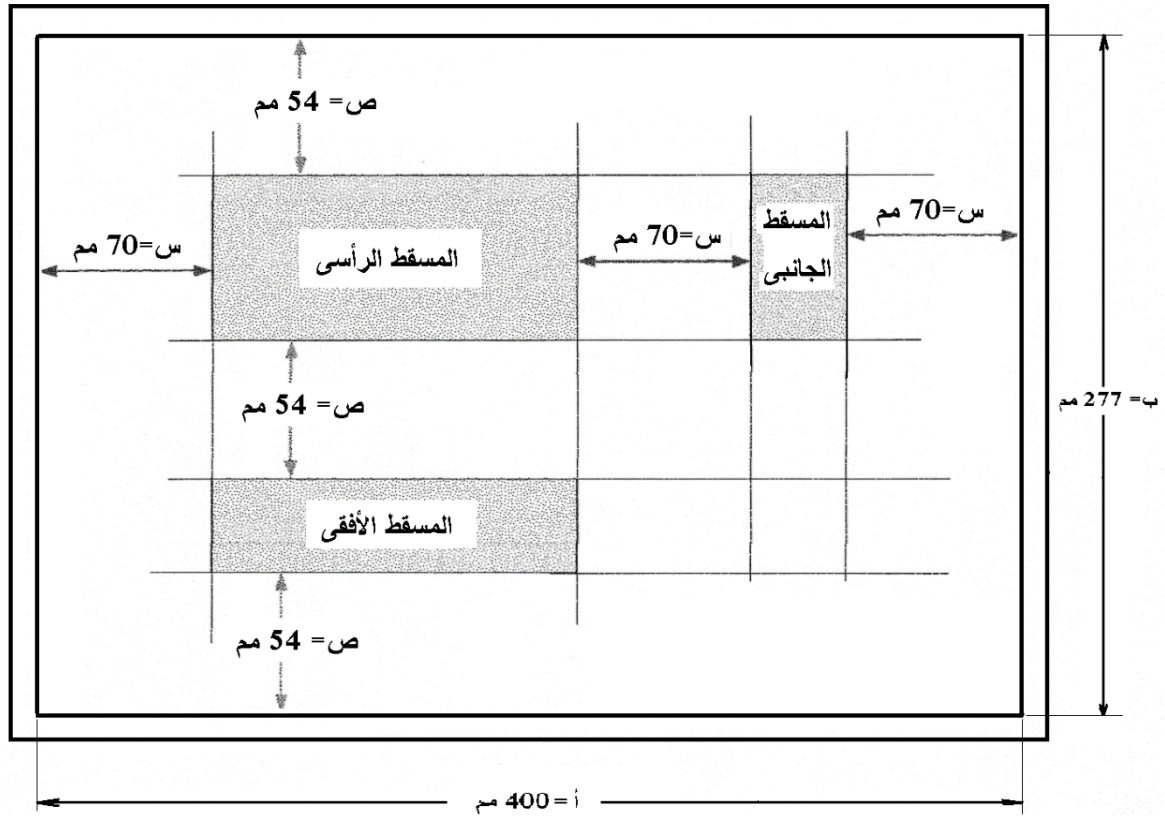 ص= 54 مم
المسقط
الجانبى
س=70 مم
س=70 مم
المسقط الرأسى
س=70 مم
ب= 277 مم
ص= 54 مم
المسقط الأفقى
ص= 54 مم
أ = 400 مم